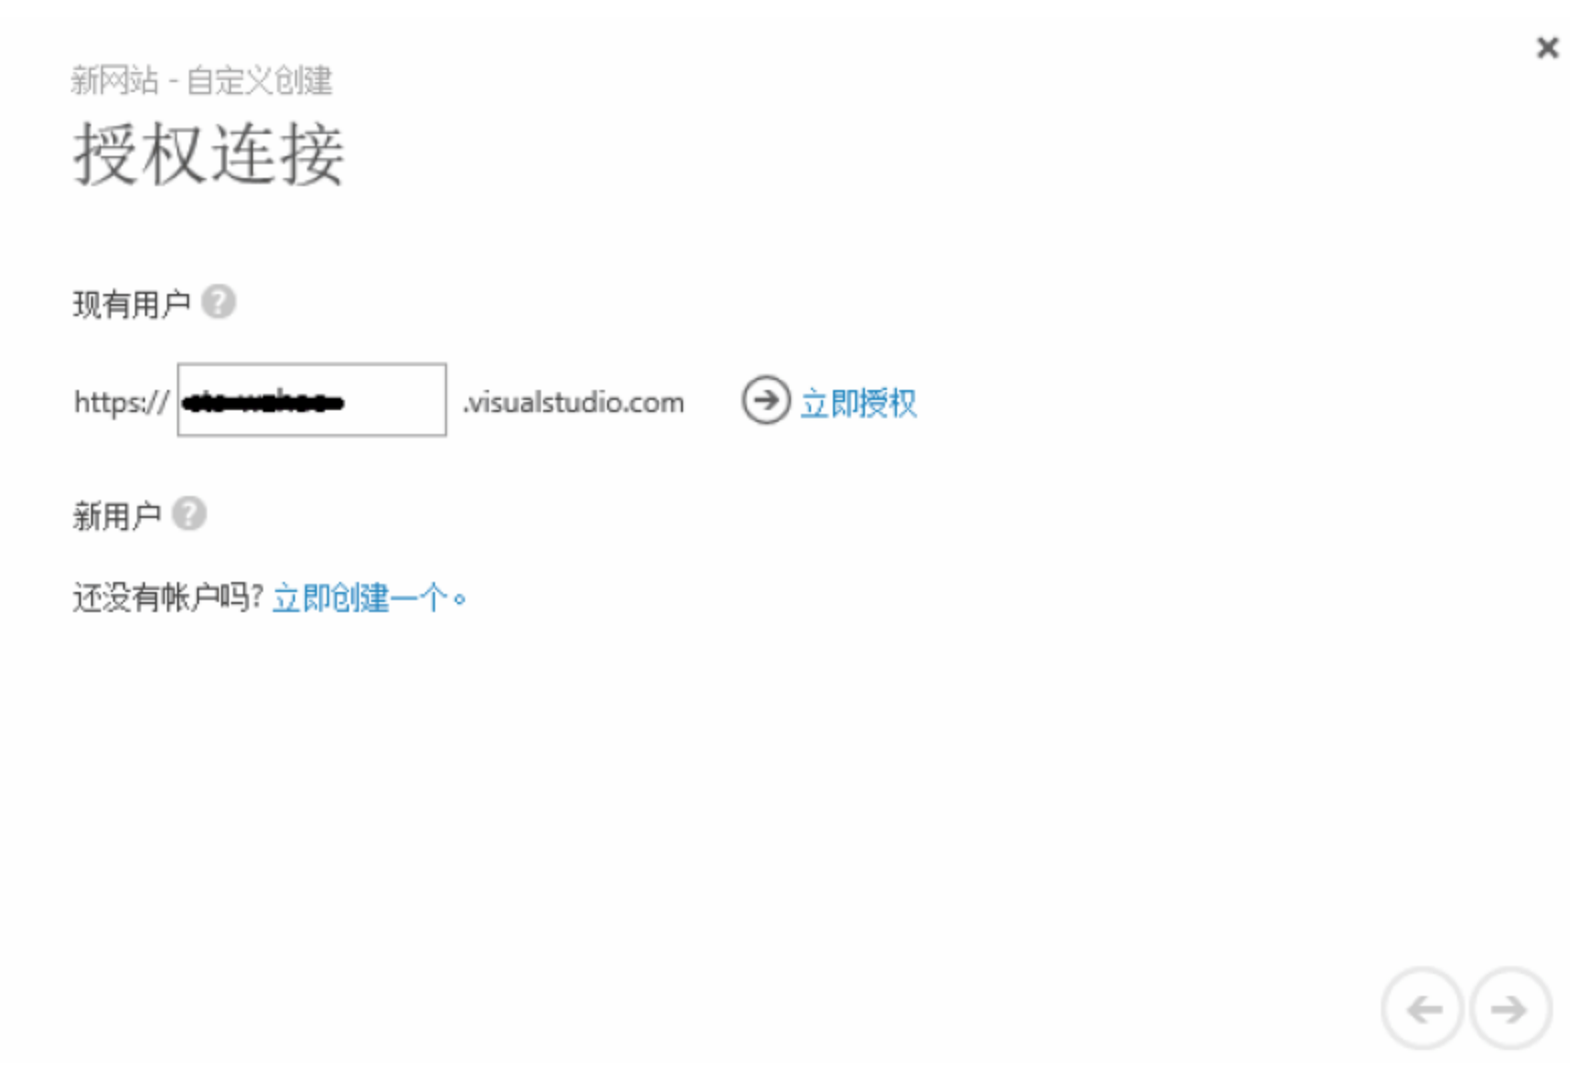 新网站 - 自定义创建
授权连接
现有用户 ?
https:// .visualstudio.com 立即授权
新用户 ?
还没有帐户吗? 立即创建一个。